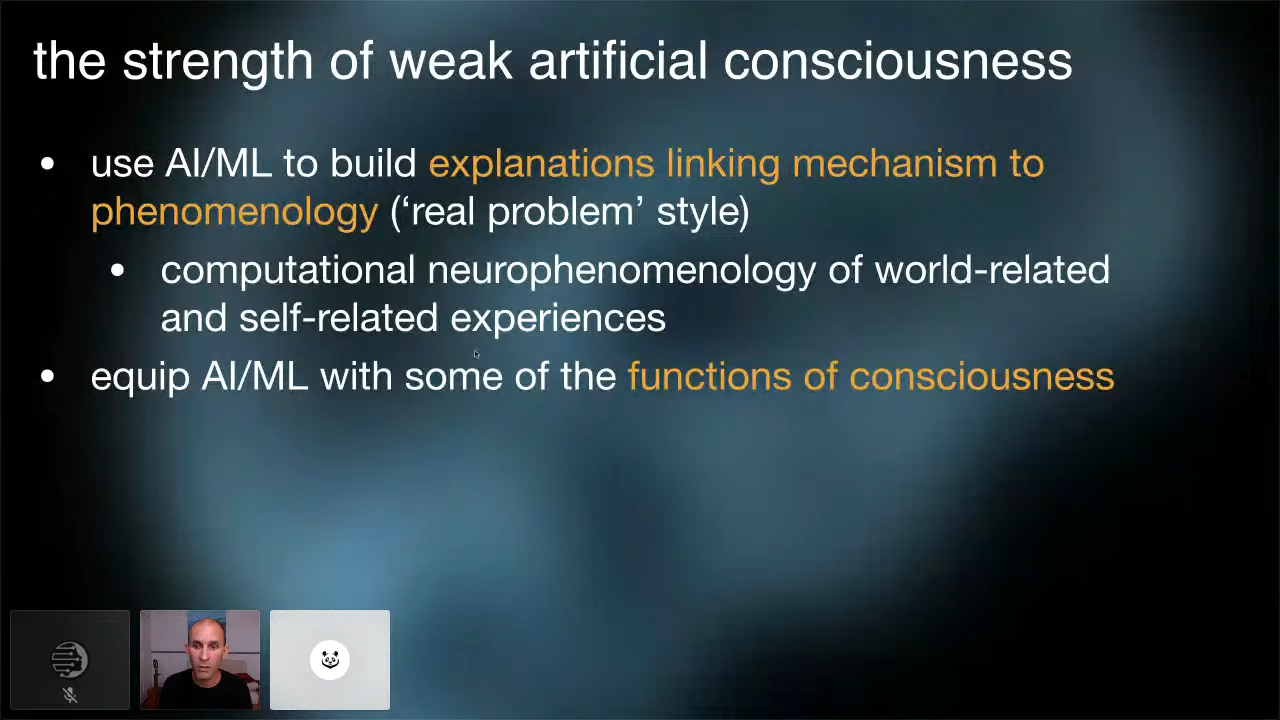 the strength of weak artificial consciousness
• use AI/ML to build explanations linking mechanism to
phenomenology (‘real problem’ style)
• computational neurophenomenology of world-related
and self-related experiences
• equip AI/ML with some of the functions of consciousness